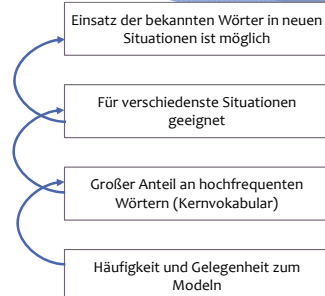 Einsatz der bekannten Wörter in neuen
Situationen ist möglich
Für verschiedenste Situationen
geeignet
Großer Anteil an hochfrequenten
Wörtern (Kernvokabular)
Häufigkeit und Gelegenheit zum
Modeln